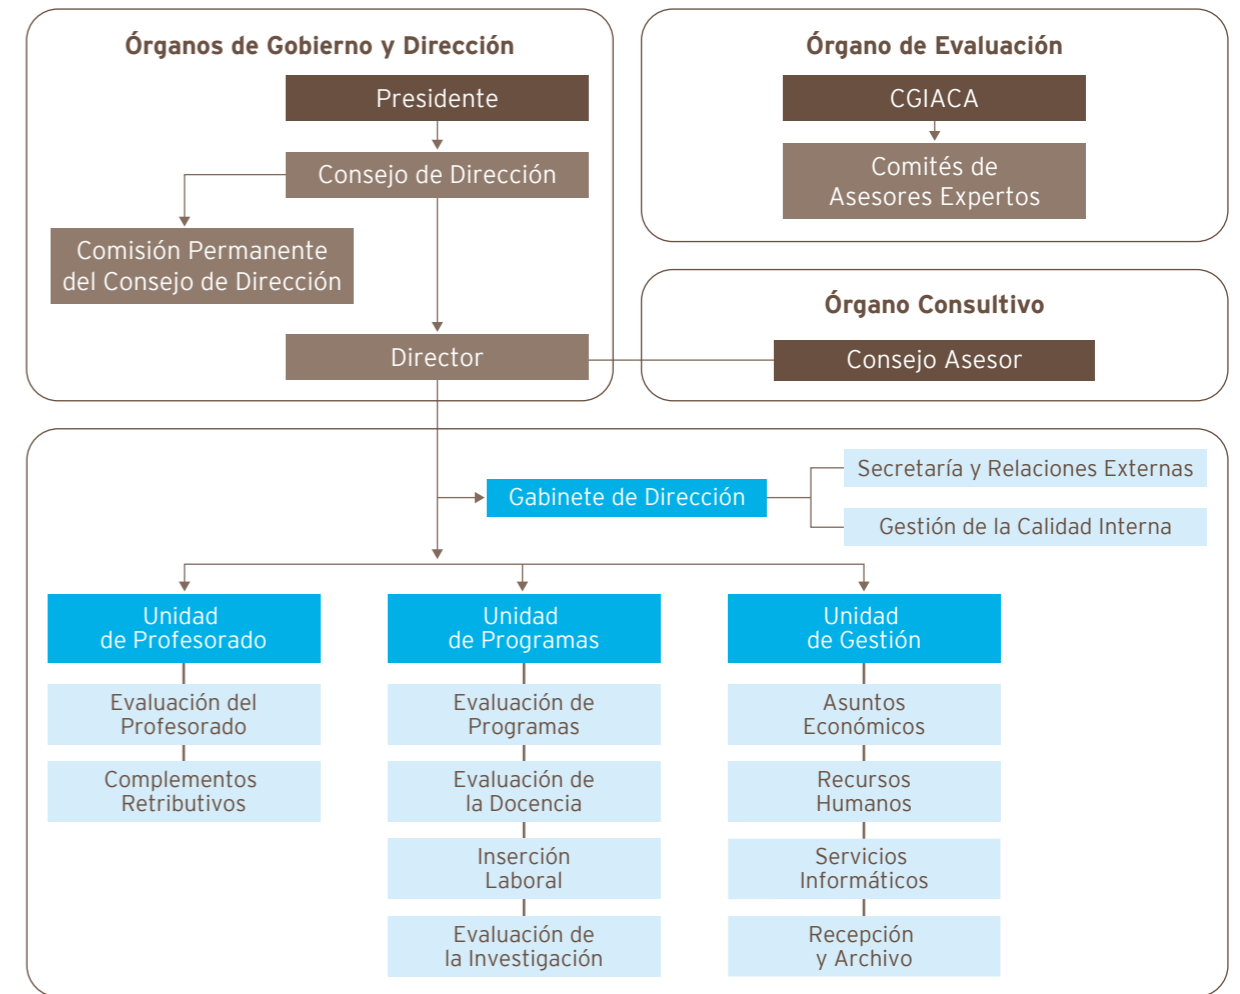 Órganos de Gobierno y Dirección
Presidente
Consejo de Dirección
Comisión Permanente
del Consejo de Dirección
Director
Órgano de Evaluación
CGIACA
Comités de
Asesores Expertos
Órgano Consultivo
Consejo Asesor
Gabinete de Dirección
Secretaría y Relaciones Externas
Gestión de la Calidad Interna
Unidad
de Profesorado
Evaluación del
Profesorado
Complementos
Retributivos
Unidad
de Programas
Evaluación de
Programas
Evaluación de
la Docencia
Inserción
Laboral
Evaluación de
la Investigación
Unidad
de Gestión
Asuntos
Económicos
Recursos
Humanos
Servicios
Informáticos
Recepción
y Archivo